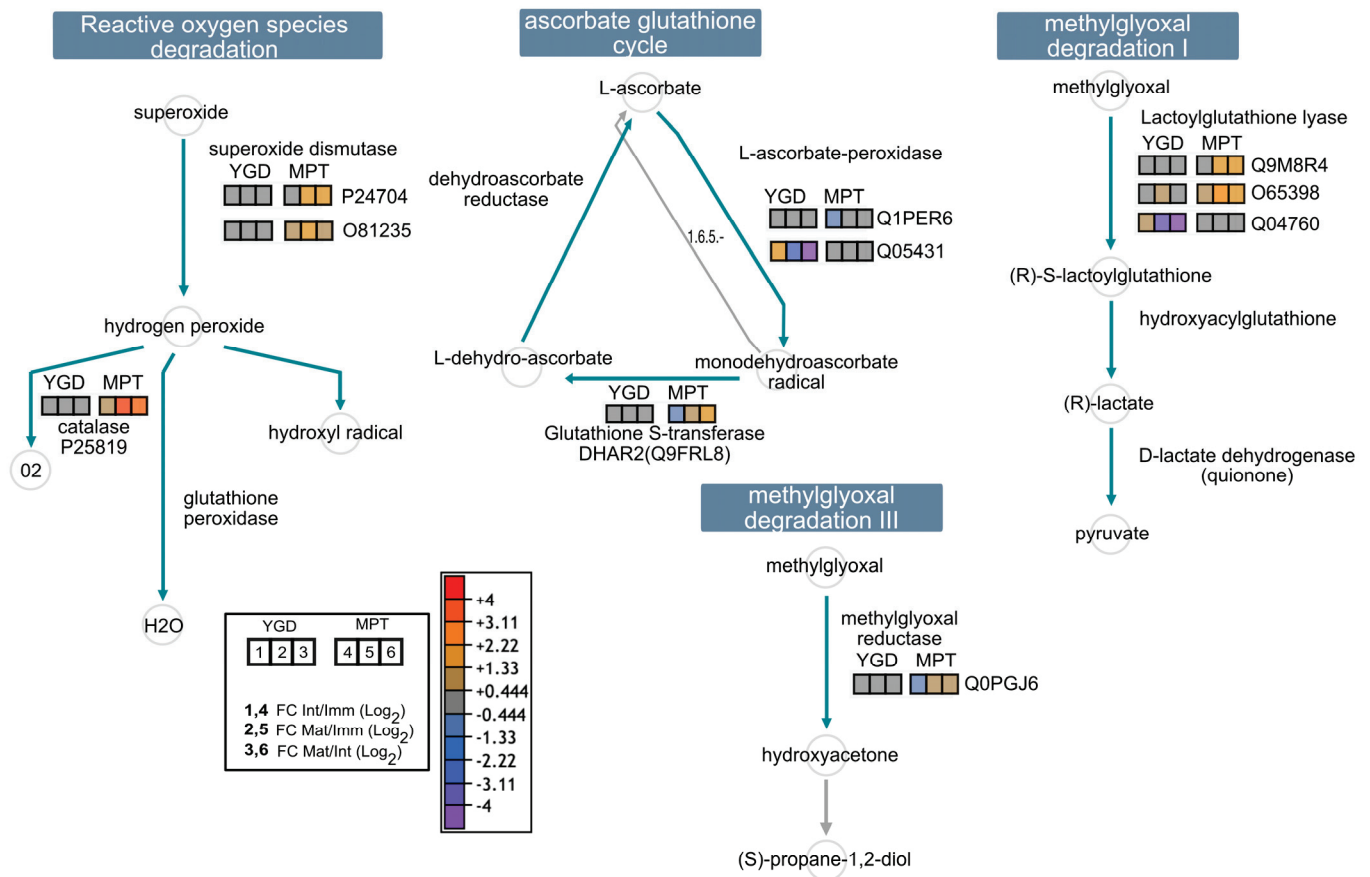 Reactive oxygen species
degradation
superoxide
superoxide dismutase
YGD MPT
P24704
O81235
hydrogen peroxide
YGD MPT
catalase
P25819
hydroxyl radical
02
glutathione
peroxidase
H2O
YGD MPT
1 2 3 4 5 6
1,4 FC Int/Imm (Log2)
2,5 FC Mat/Imm (Log2)
3,6 FC Mat/Int (Log2)
+4
+3.11
+2.22
+1.33
+0.444
-0.444
-1.33
-2.22
-3.11
-4
ascorbate glutathione
cycle
L-ascorbate
dehydroascorbate
reductase
L-ascorbate-peroxidase
YGD MPT
Q1PER6
Q05431
1.6.5.-
L-dehydro-ascorbate
monodehydroascorbate
radical
YGD MPT
Glutathione S-transferase
DHAR2(Q9FRL8)
methylglyoxal
degradation III
methylglyoxal
methylglyoxal
reductase
YGD MPT
Q0PGJ6
hydroxyacetone
(S)-propane-1,2-diol
methylglyoxal
degradation I
methylglyoxal
Lactoylglutathione lyase
YGD MPT
Q9M8R4
O65398
Q04760
(R)-S-lactoylglutathione
hydroxyacylglutathione
(R)-lactate
D-lactate dehydrogenase
(quionone)
pyruvate